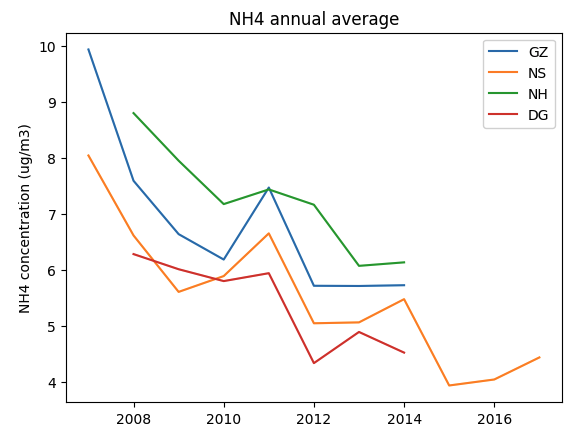 NH4 annual average
GZ
NS
NH
DG
NH4 concentration (ug/m3)
10
9
8
7
6
5
4
2008 2010 2012 2014 2016